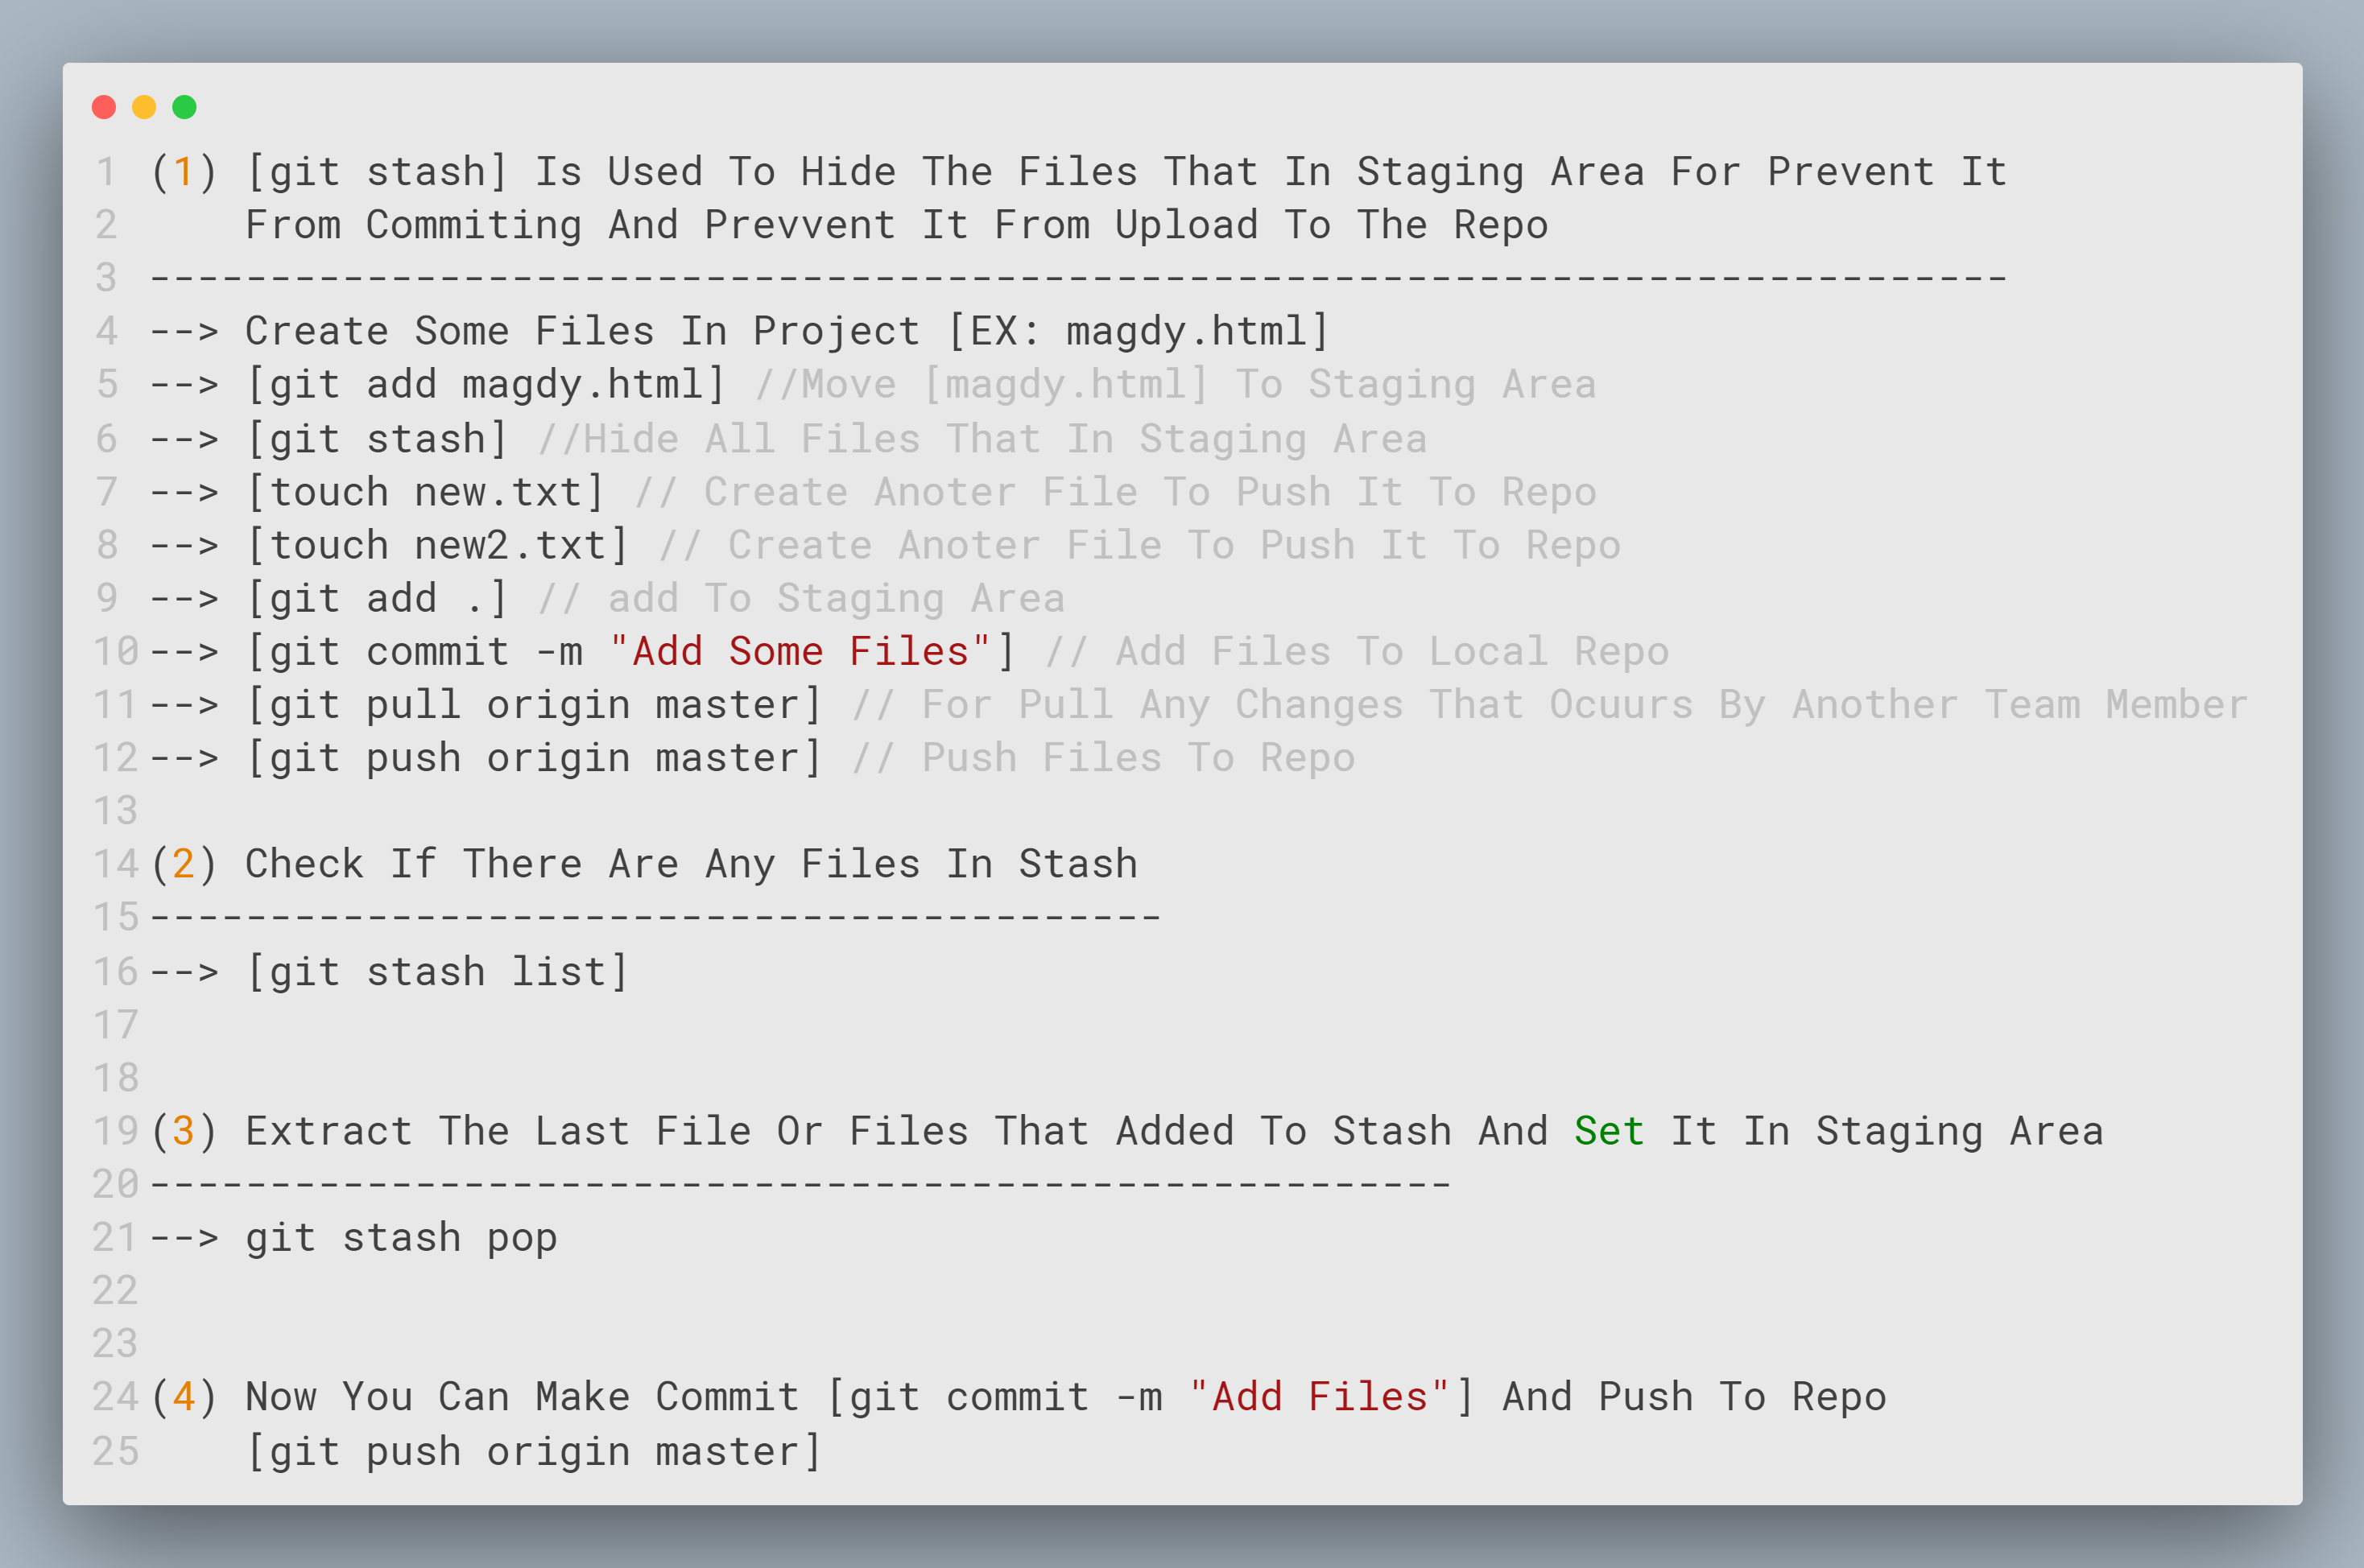 1 (1) [git stash] Is Used To Hide The Files That In Staging Area For Prevent It
2     From Commiting And Prevvent It From Upload To The Repo
3 -----------------------------------------------------------------------------
4 --> Create Some Files In Project [EX: magdy.html]
5 --> [git add magdy.html] //Move [magdy.html] To Staging Area
6 --> [git stash] //Hide All Files That In Staging Area
7 --> [touch new.txt] // Create Anoter File To Push It To Repo
8 --> [touch new2.txt] // Create Anoter File To Push It To Repo
9 --> [git add .] // add To Staging Area
10 --> [git commit -m "Add Some Files"] // Add Files To Local Repo
11 --> [git pull origin master] // For Pull Any Changes That Ocuurs By Another Team Member
12 --> [git push origin master] // Push Files To Repo
13
14 (2) Check If There Are Any Files In Stash
15 ------------------------------------------
16 --> [git stash list]
17
18
19 (3) Extract The Last File Or Files That Added To Stash And Set It In Staging Area
20 ------------------------------------------------------
21 --> git stash pop
22
23
24 (4) Now You Can Make Commit [git commit -m "Add Files"] And Push To Repo
25     [git push origin master]